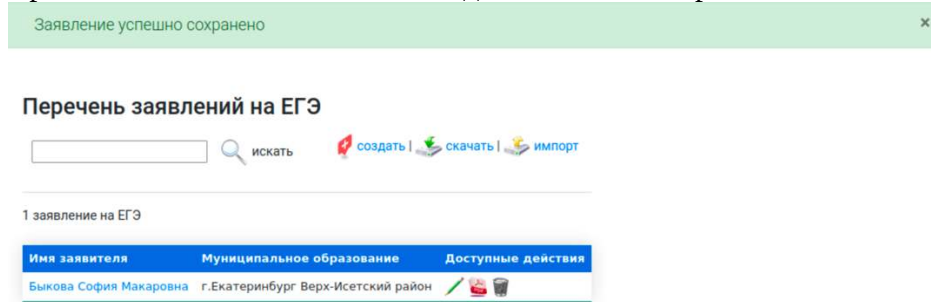 Заявление успешно сохранено ×
Перечень заявлений на ЕГЭ
искать создать | скачать | импорт
1 заявление на ЕГЭ
Имя заявителя Муниципальное образование Доступные действия
Быкова София Макаровна г.Екатеринбург Верх-Исетский район